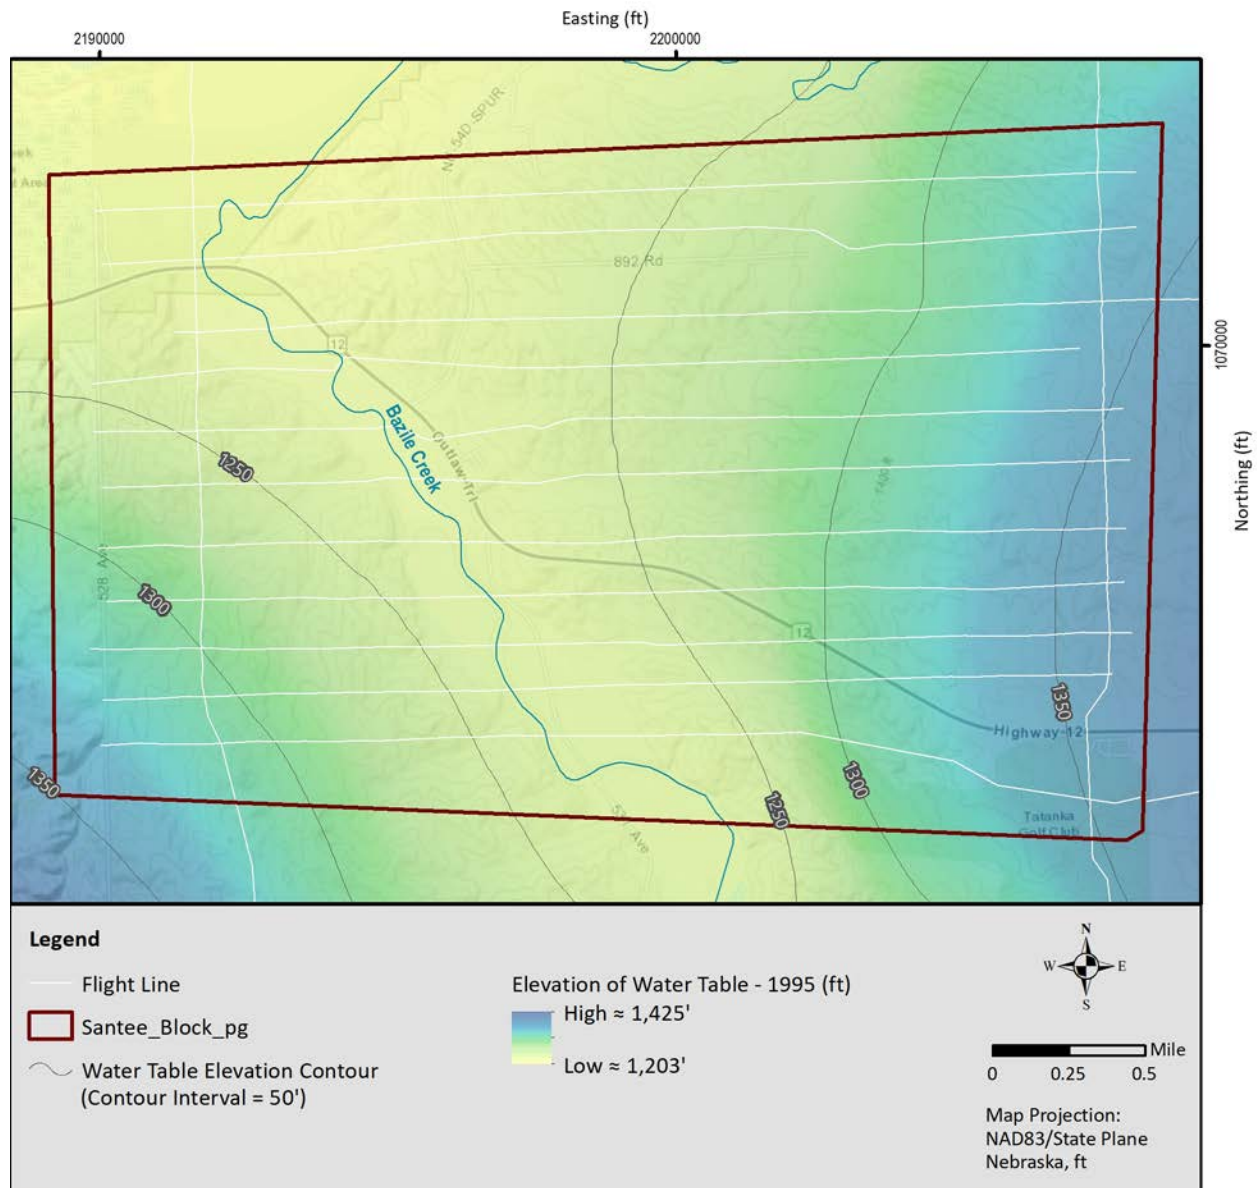 Easting (ft)
2190000
2200000
NE 54D-SPUR
892 Rd
12
1070000
Northing (ft)
Bazile Creek
Outlaw-Trl
1250
528 Ave
1300
12
1350
Highway-12
1350
1300
1250
531 Ave
Tatanka
Golf Club
Legend
Flight Line
Santee_Block_pg
Water Table Elevation Contour
(Contour Interval = 50')
Elevation of Water Table - 1995 (ft)
High ≈ 1,425'
Low ≈ 1,203'
N
W
E
S
Mile
0
0.25
0.5
Map Projection:
NAD83/State Plane
Nebraska, ft